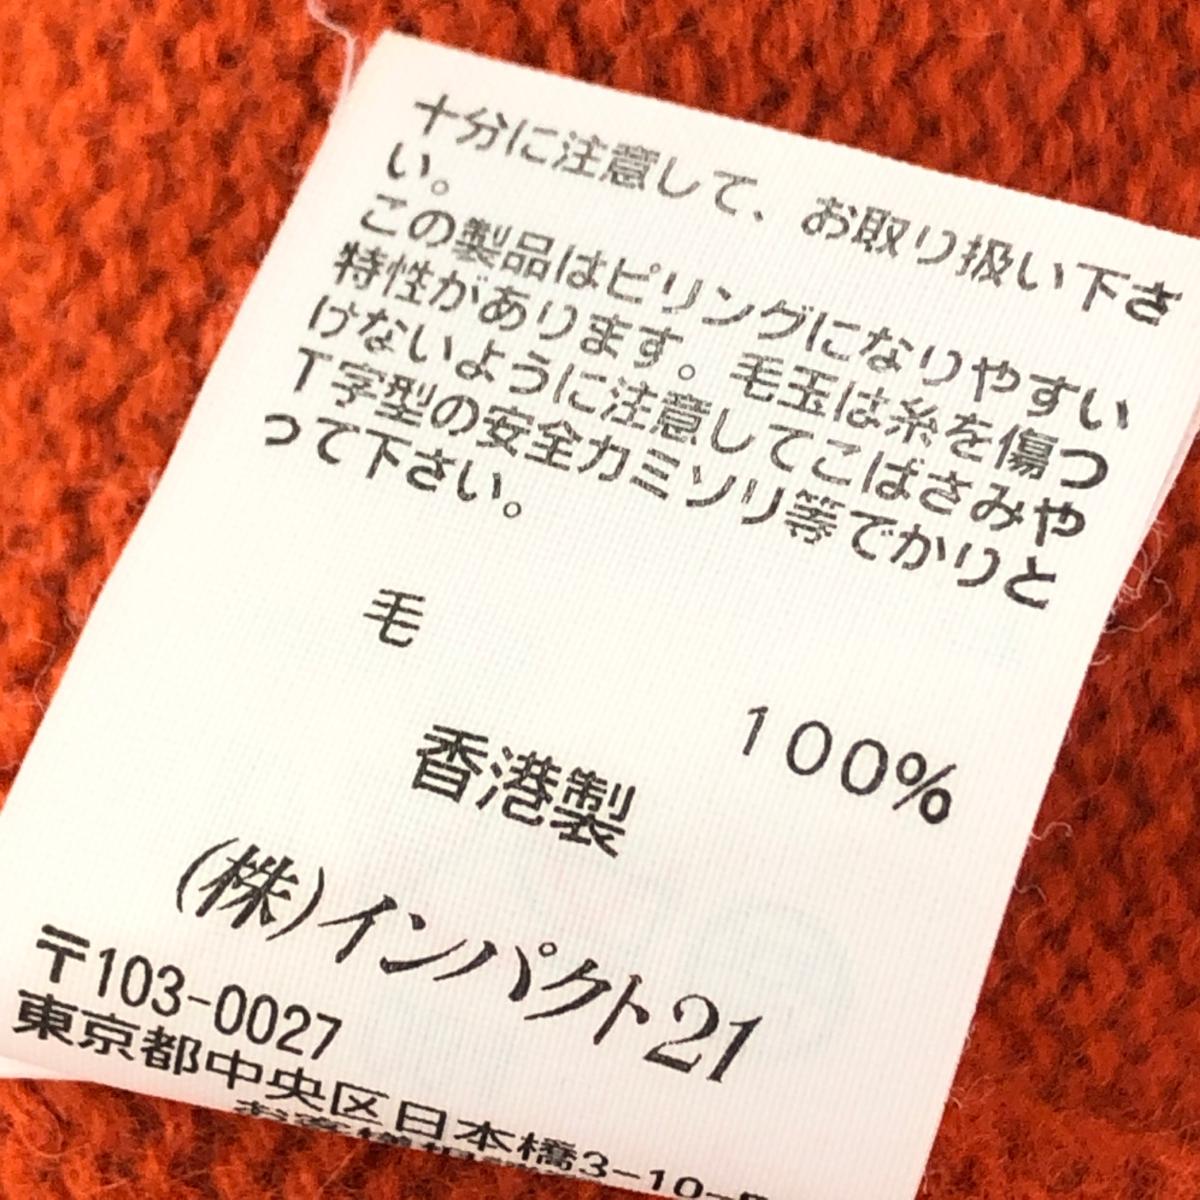 十分に注意して、お取り扱い下さ
い。
この製品はピリングになりやすい
特性があります。毛玉は糸を傷つ
けないように注意してこばさみや
T字型の安全カミソリ等でかりと
って下さい。
毛
100%
香港製
(株)インパクト21
〒103-0027
東京都中央区日本橋3-10-
お客様相談